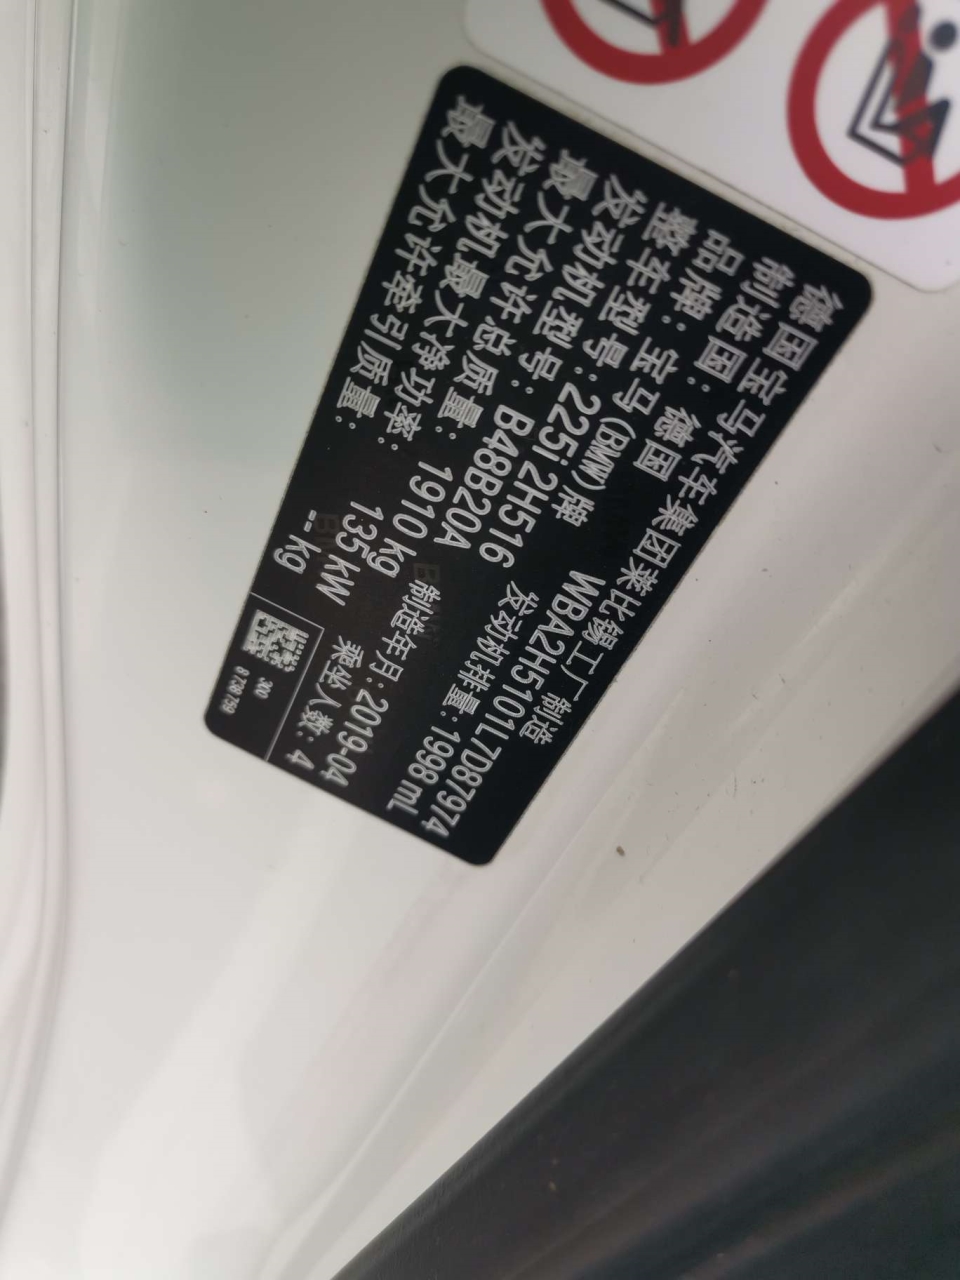 德国宝马汽车集团莱比锡工厂 制造
制造国: 德国 WBA2H5101L7D87974
品牌: 宝马(BMW)牌 发动机排量: 1998 mL
整车型号: 225i 2H516
发动机型号: B48B20A 制造年月: 2019-04
最大允许总质量: 1910 kg 乘坐人数: 4
发动机最大净功率: 135 kW
最大允许牵引质量: -- kg
300
8 738 759